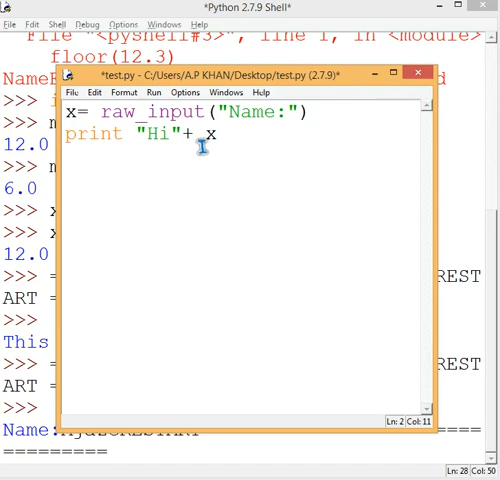 *Python 2.7.9 Shell*
File Edit Shell Debug Options Windows Help
File "<pyshell#3>", line 1, in <module>
floor(12.3)
*test.py - C:/Users/A.P KHAN/Desktop/test.py (2.7.9)*
File Edit Format Run Options Windows Help
x= raw_input("Name:")
print "Hi"+ x
Ln: 2 Col: 11
>>>
>>>
12.0
>>>
6.0
>>> x
>>> x
12.0
>>> = REST
ART =
>>>
This
>>> = REST
ART =
>>>
Name:
=========
Ln: 28 Col: 50